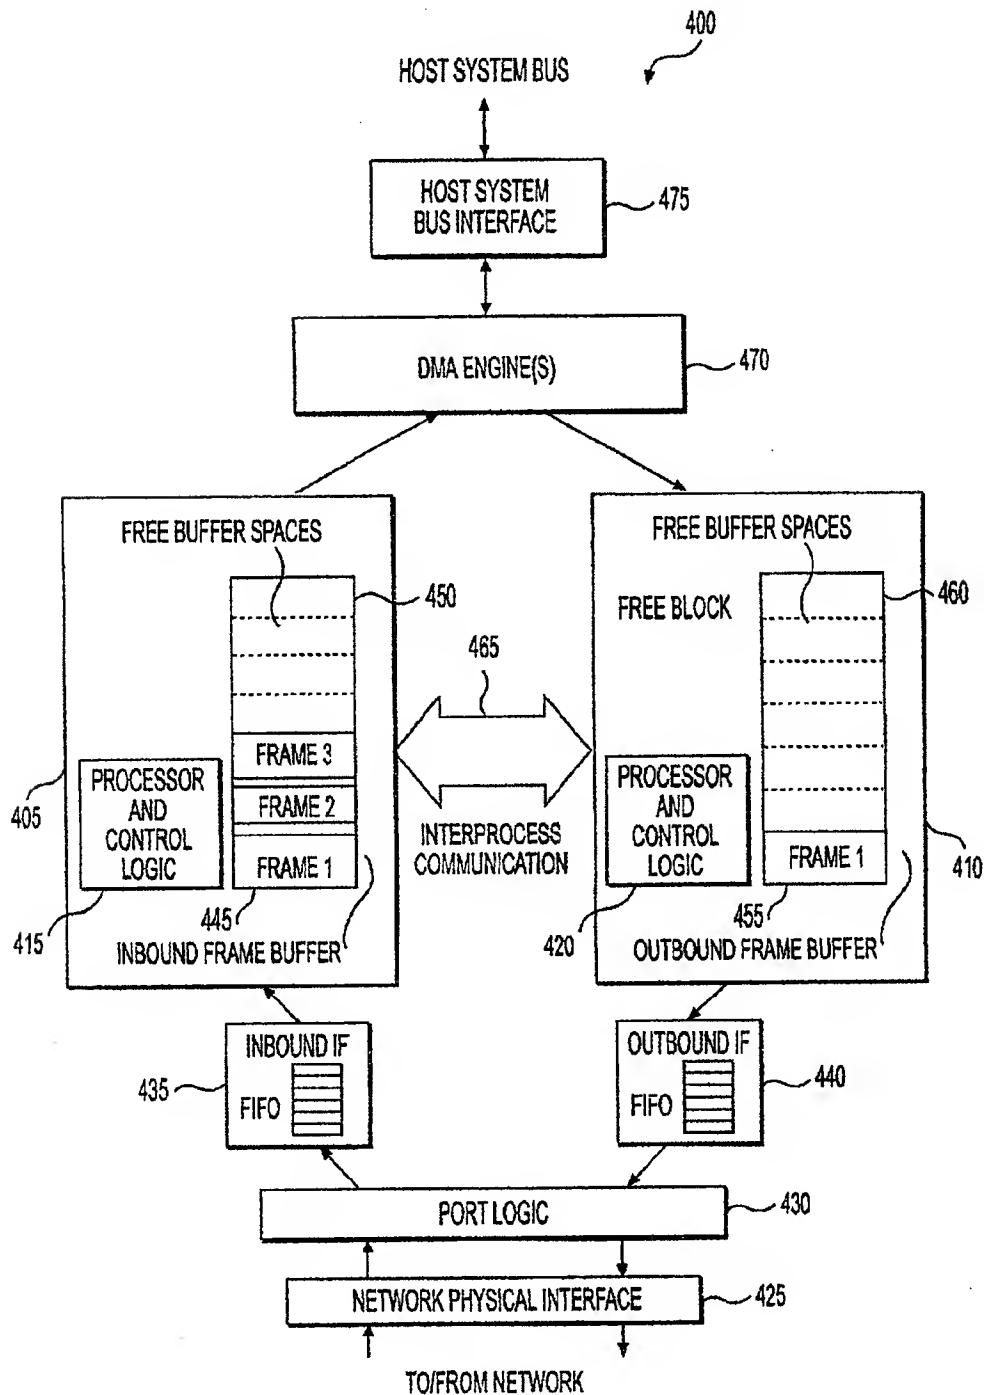 400
HOST SYSTEM BUS
HOST SYSTEM
BUS INTERFACE
475
DMA ENGINE(S)
470
FREE BUFFER SPACES
450
FRAME 3
FRAME 2
FRAME 1
PROCESSOR
AND
CONTROL
LOGIC
405
415
445
INBOUND FRAME BUFFER
465
INTERPROCESS
COMMUNICATION
FREE BUFFER SPACES
460
FREE BLOCK
PROCESSOR
AND
CONTROL
LOGIC
FRAME 1
410
420
455
OUTBOUND FRAME BUFFER
INBOUND IF
FIFO
435
OUTBOUND IF
FIFO
440
PORT LOGIC
430
NETWORK PHYSICAL INTERFACE
425
TO/FROM NETWORK